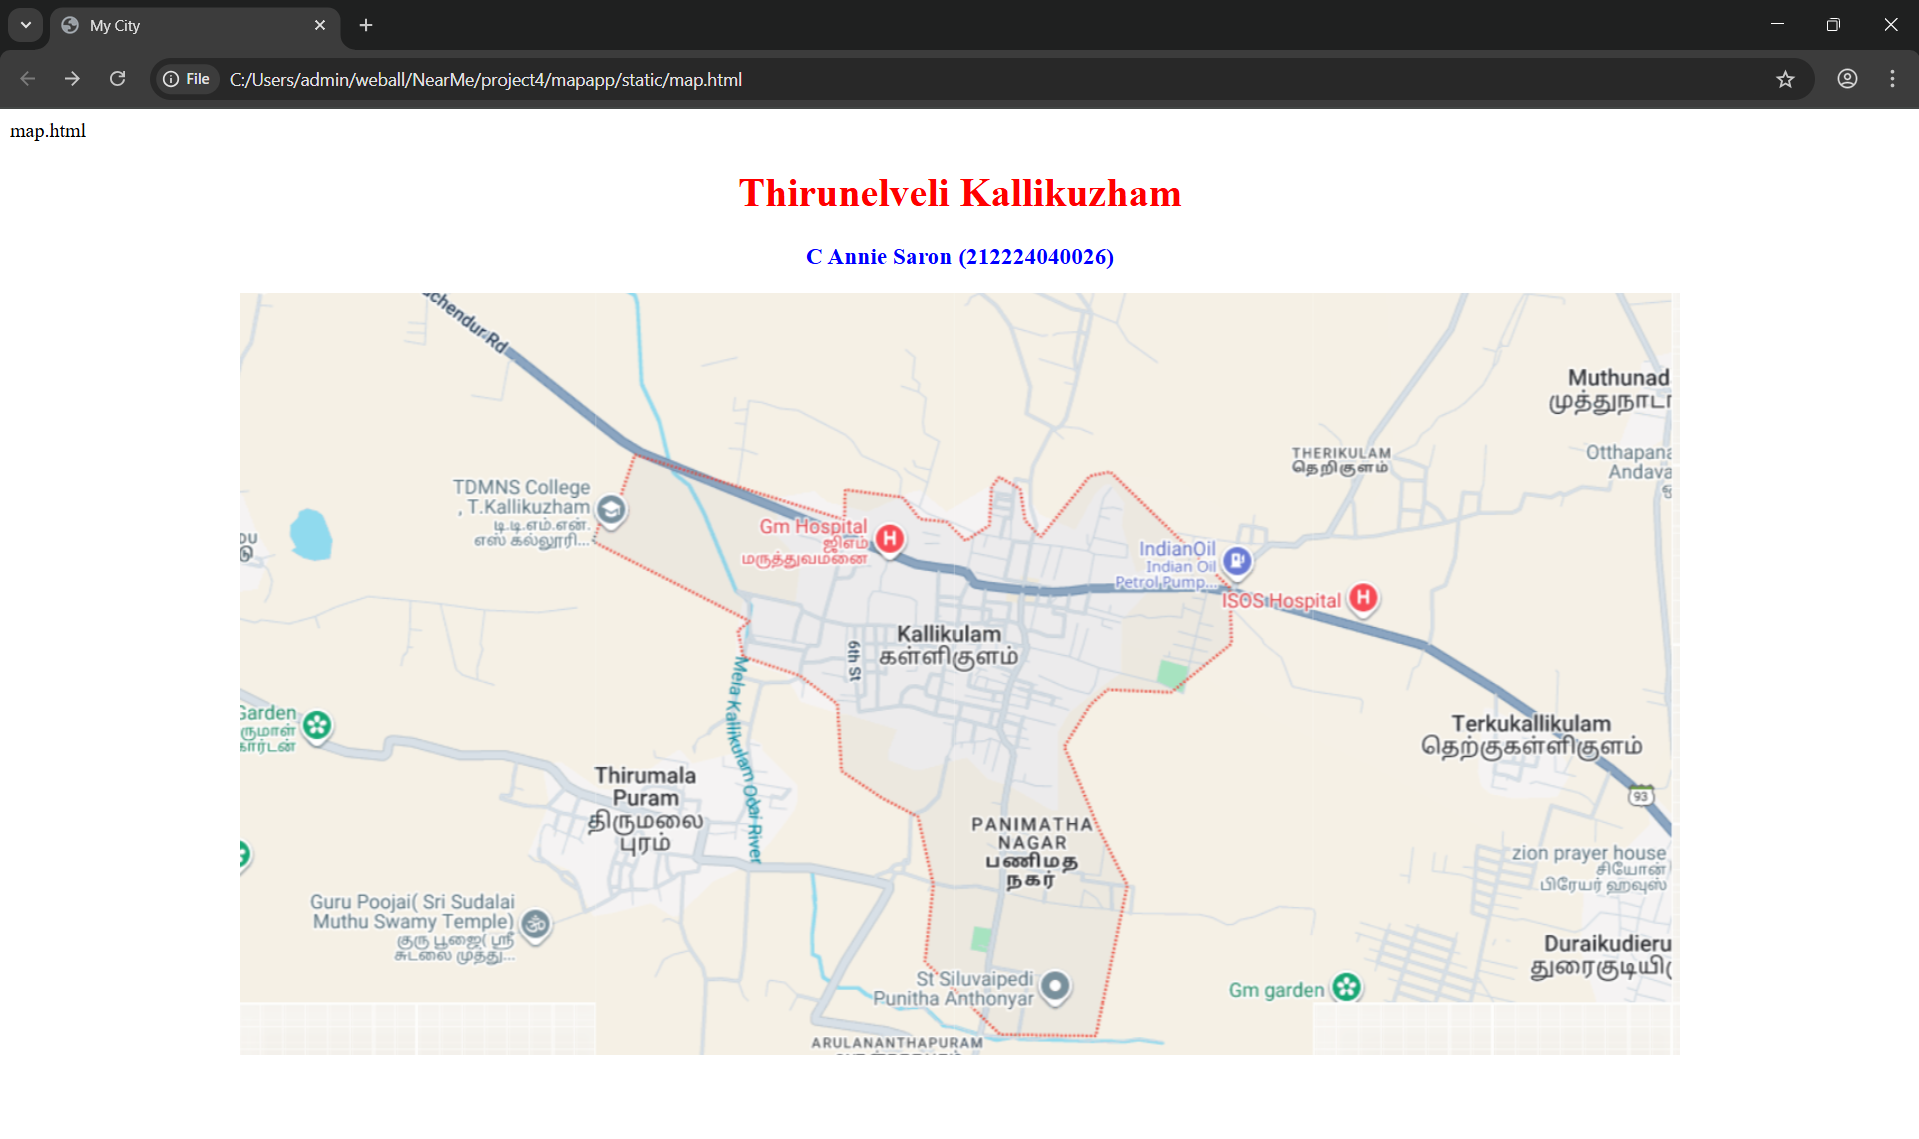 My City
File
C:/Users/admin/weball/NearMe/project4/mapapp/static/map.html
map.html
Thirunelveli Kallikuzham
C Annie Saron (212224040026)
chendur Rd
Muthunad
முத்துநாடா
THERIKULAM
தெறிகுளம்
Otthapana
Andava
TDMNS College
, T.Kallikuzham
டி.டி.எம்.என்.
எஸ் கல்லூரி...
Gm Hospital
ஜிஎம்
மருத்துவமனை
IndianOil
Indian Oil
Petrol Pump...
ISOS Hospital
Kallikulam
கள்ளிகுளம்
6th St
Mela Kallikulam Odai River
Garden
ருமாள்
கார்டன்
Terkukallikulam
தெற்குகள்ளிகுளம்
93
Thirumala
Puram
திருமலை
புரம்
PANIMATHA
NAGAR
பணிமத
நகர்
zion prayer house
சியோன்
பிரேயர் ஹவுஸ்
Guru Poojai( Sri Sudalai
Muthu Swamy Temple)
குரு பூஜை( ஸ்ரீ
சுடலை முத்து...
Duraikudieru
துரைகுடியி
St Siluvaipedi
Punitha Anthonyar
Gm garden
ARULANANTHAPURAM